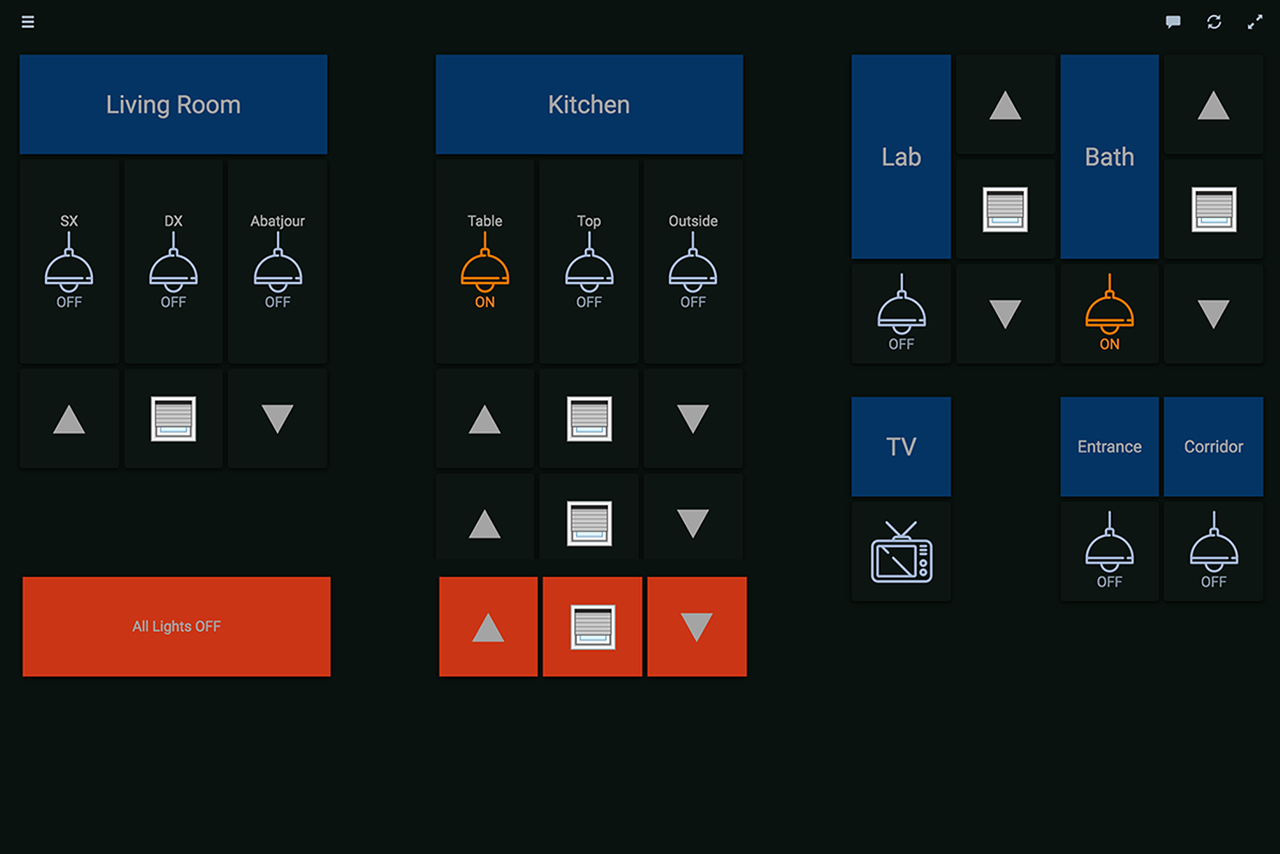 Living Room
SX
OFF
DX
OFF
Abatjour
OFF
All Lights OFF
Kitchen
Table
ON
Top
OFF
Outside
OFF
Lab
OFF
Bath
ON
TV
Entrance
OFF
Corridor
OFF